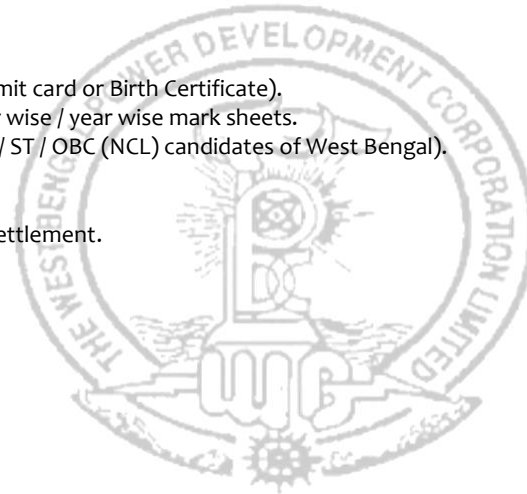 mit card or Birth Certificate).
r wise / year wise mark sheets.
/ ST / OBC (NCL) candidates of West Bengal).
ettlement.
THE WEST BENGAL POWER DEVELOPMENT CORPORATION LIMITED